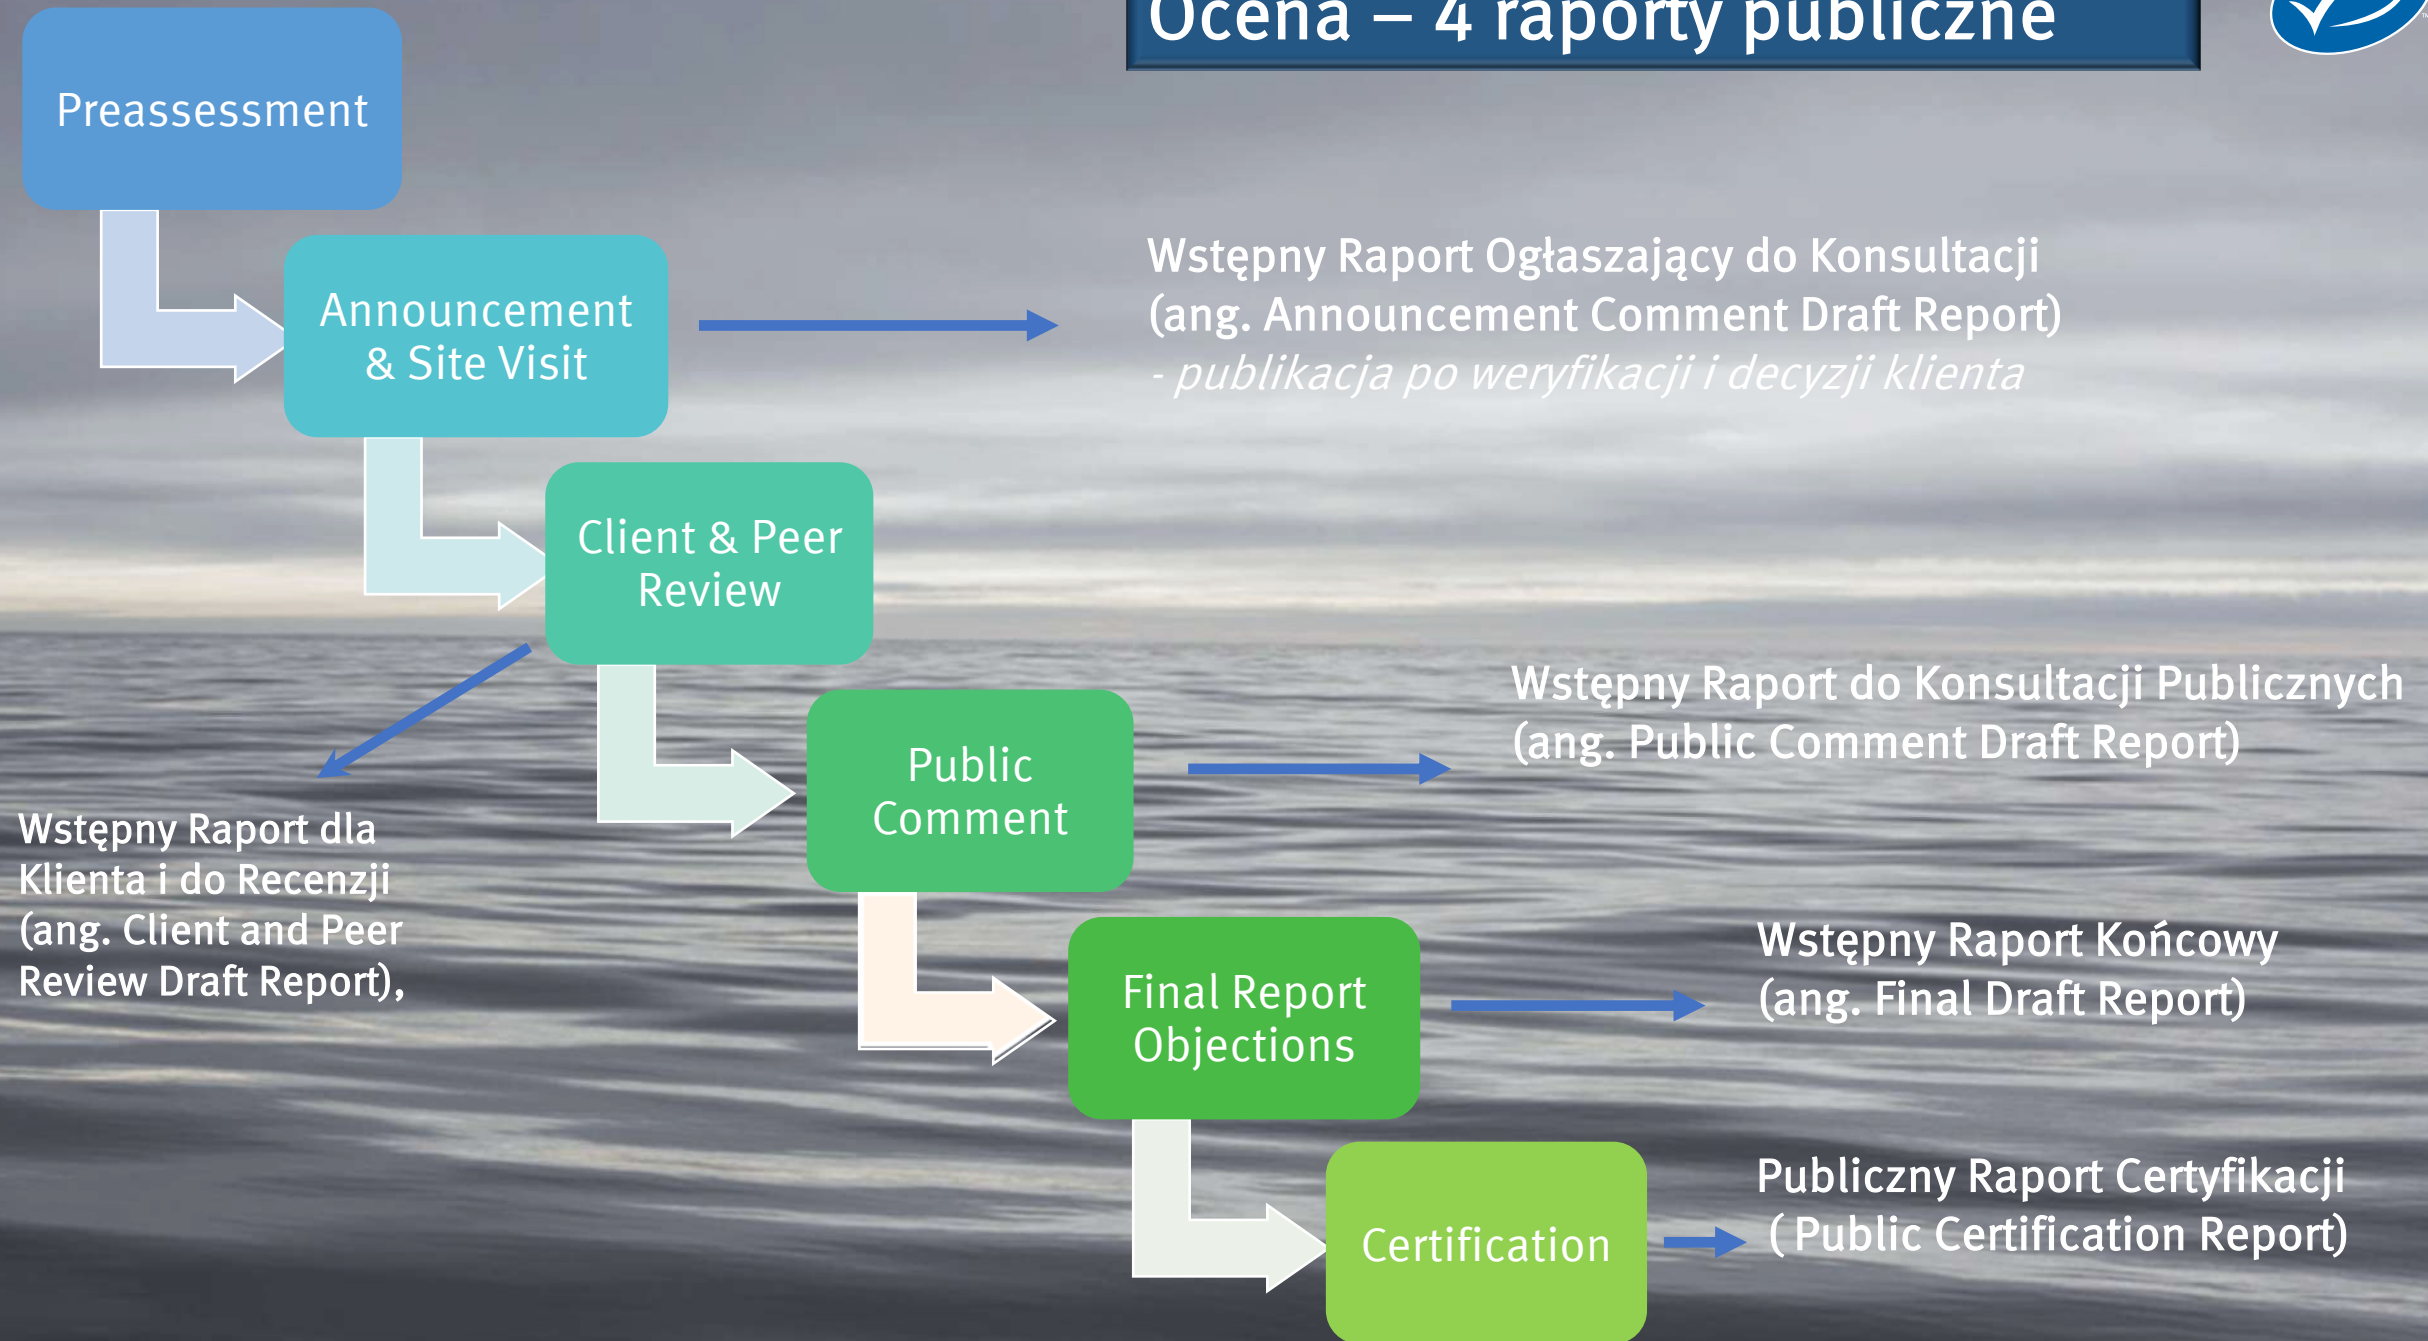 Ocena – 4 raporty publiczne
Preassessment
Announcement
& Site Visit
Wstępny Raport Ogłaszający do Konsultacji
(ang. Announcement Comment Draft Report)
- publikacja po weryfikacji i decyzji klienta
Client & Peer
Review
Wstępny Raport dla
Klienta i do Recenzji
(ang. Client and Peer
Review Draft Report),
Public
Comment
Wstępny Raport do Konsultacji Publicznych
(ang. Public Comment Draft Report)
Final Report
Objections
Wstępny Raport Końcowy
(ang. Final Draft Report)
Certification
Publiczny Raport Certyfikacji
( Public Certification Report)